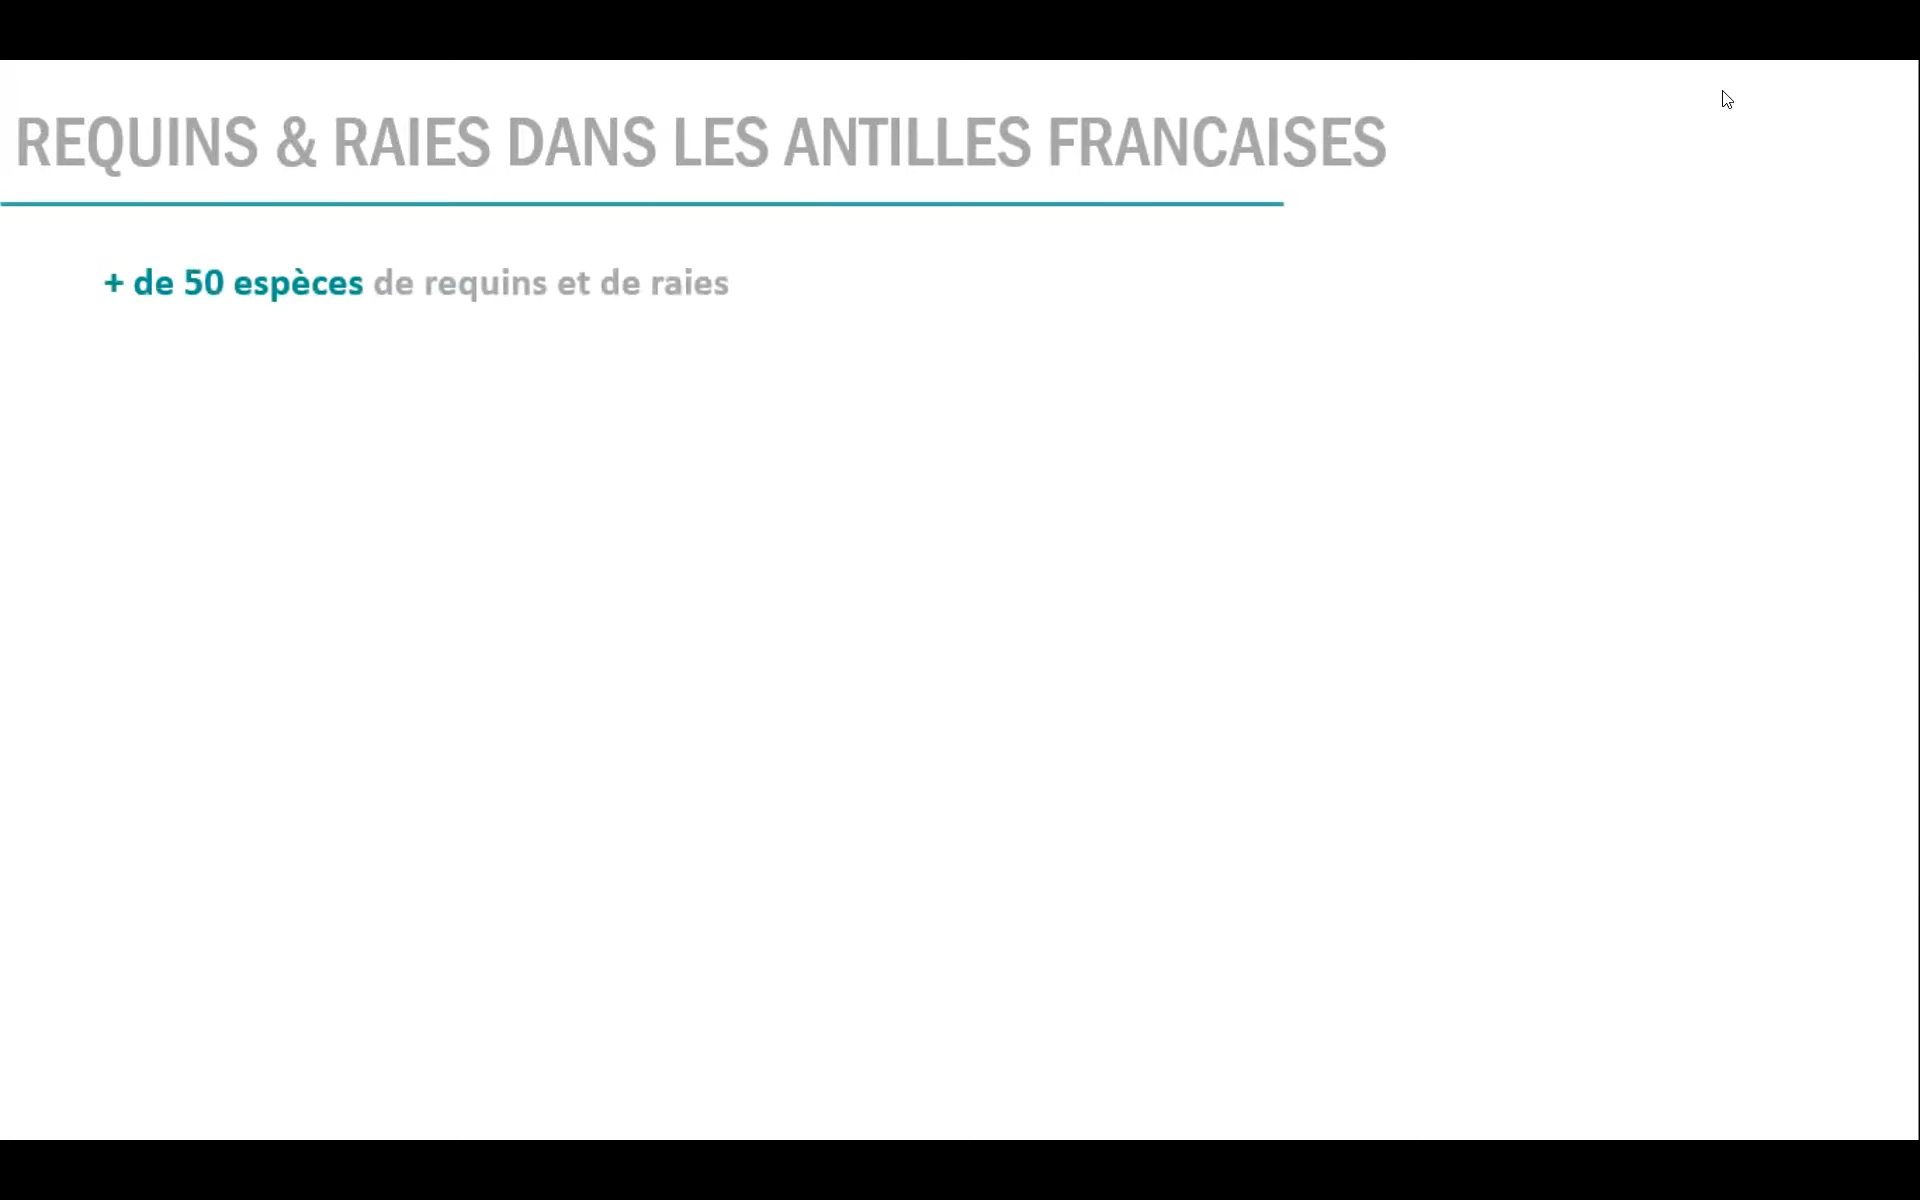 REQUINS & RAIES DANS LES ANTILLES FRANCAISES
+ de 50 espèces de requins et de raies